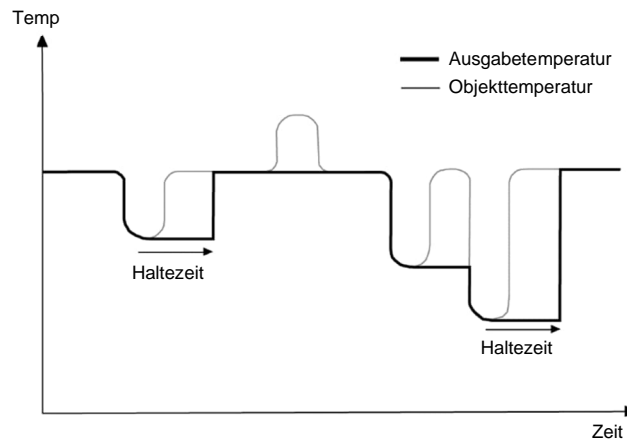 Temp
Ausgabetemperatur
Objekttemperatur
Haltezeit
Haltezeit
Zeit